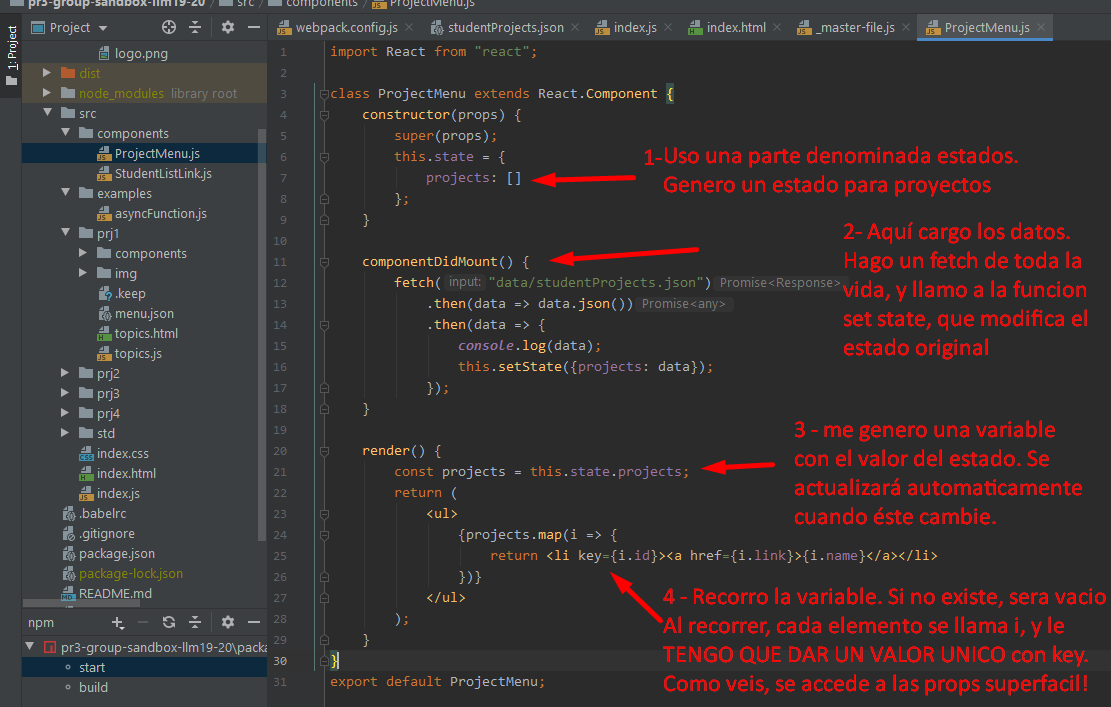 pr3-group-sandbox-llm19-20
src
components
ProjectMenu.js
1: Project
Project
webpack.config.js
studentProjects.json
index.js
index.html
_master-file.js
ProjectMenu.js
logo.png
dist
node_modules library root
src
components
ProjectMenu.js
StudentListLink.js
examples
asyncFunction.js
prj1
components
img
.keep
menu.json
topics.html
topics.js
prj2
prj3
prj4
std
index.css
index.html
index.js
.babelrc
.gitignore
package.json
package-lock.json
README.md
npm
pr3-group-sandbox-llm19-20\packa
start
build
1 import React from "react";
2
3 class ProjectMenu extends React.Component {
4 constructor(props) {
5 super(props);
6 this.state = {
7 projects: []
8 };
9 }
10
11 componentDidMount() {
12 fetch( input: "data/studentProjects.json") Promise<Response>
13 .then(data => data.json()) Promise<any>
14 .then(data => {
15 console.log(data);
16 this.setState({projects: data});
17 });
18 }
19
20 render() {
21 const projects = this.state.projects;
22 return (
23 <ul>
24 {projects.map(i => {
25 return <li key={i.id}><a href={i.link}>{i.name}</a></li>
26 })}
27 </ul>
28 );
29 }
30 }
31 export default ProjectMenu;
1-Uso una parte denominada estados.
Genero un estado para proyectos
2- Aquí cargo los datos.
Hago un fetch de toda la
vida, y llamo a la funcion
set state, que modifica el
estado original
3 - me genero una variable
con el valor del estado. Se
actualizará automaticamente
cuando éste cambie.
4 - Recorro la variable. Si no existe, sera vacio
Al recorrer, cada elemento se llama i, y le
TENGO QUE DAR UN VALOR UNICO con key.
Como veis, se accede a las props superfacil!